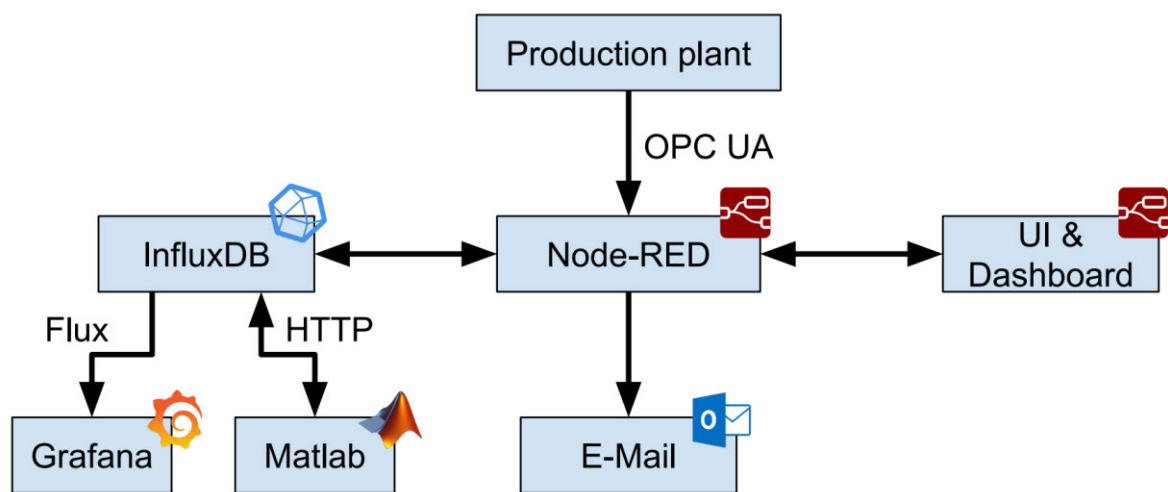 Production plant
OPC UA
InfluxDB
Node-RED
UI &
Dashboard
Flux
HTTP
Grafana
Matlab
E-Mail
O